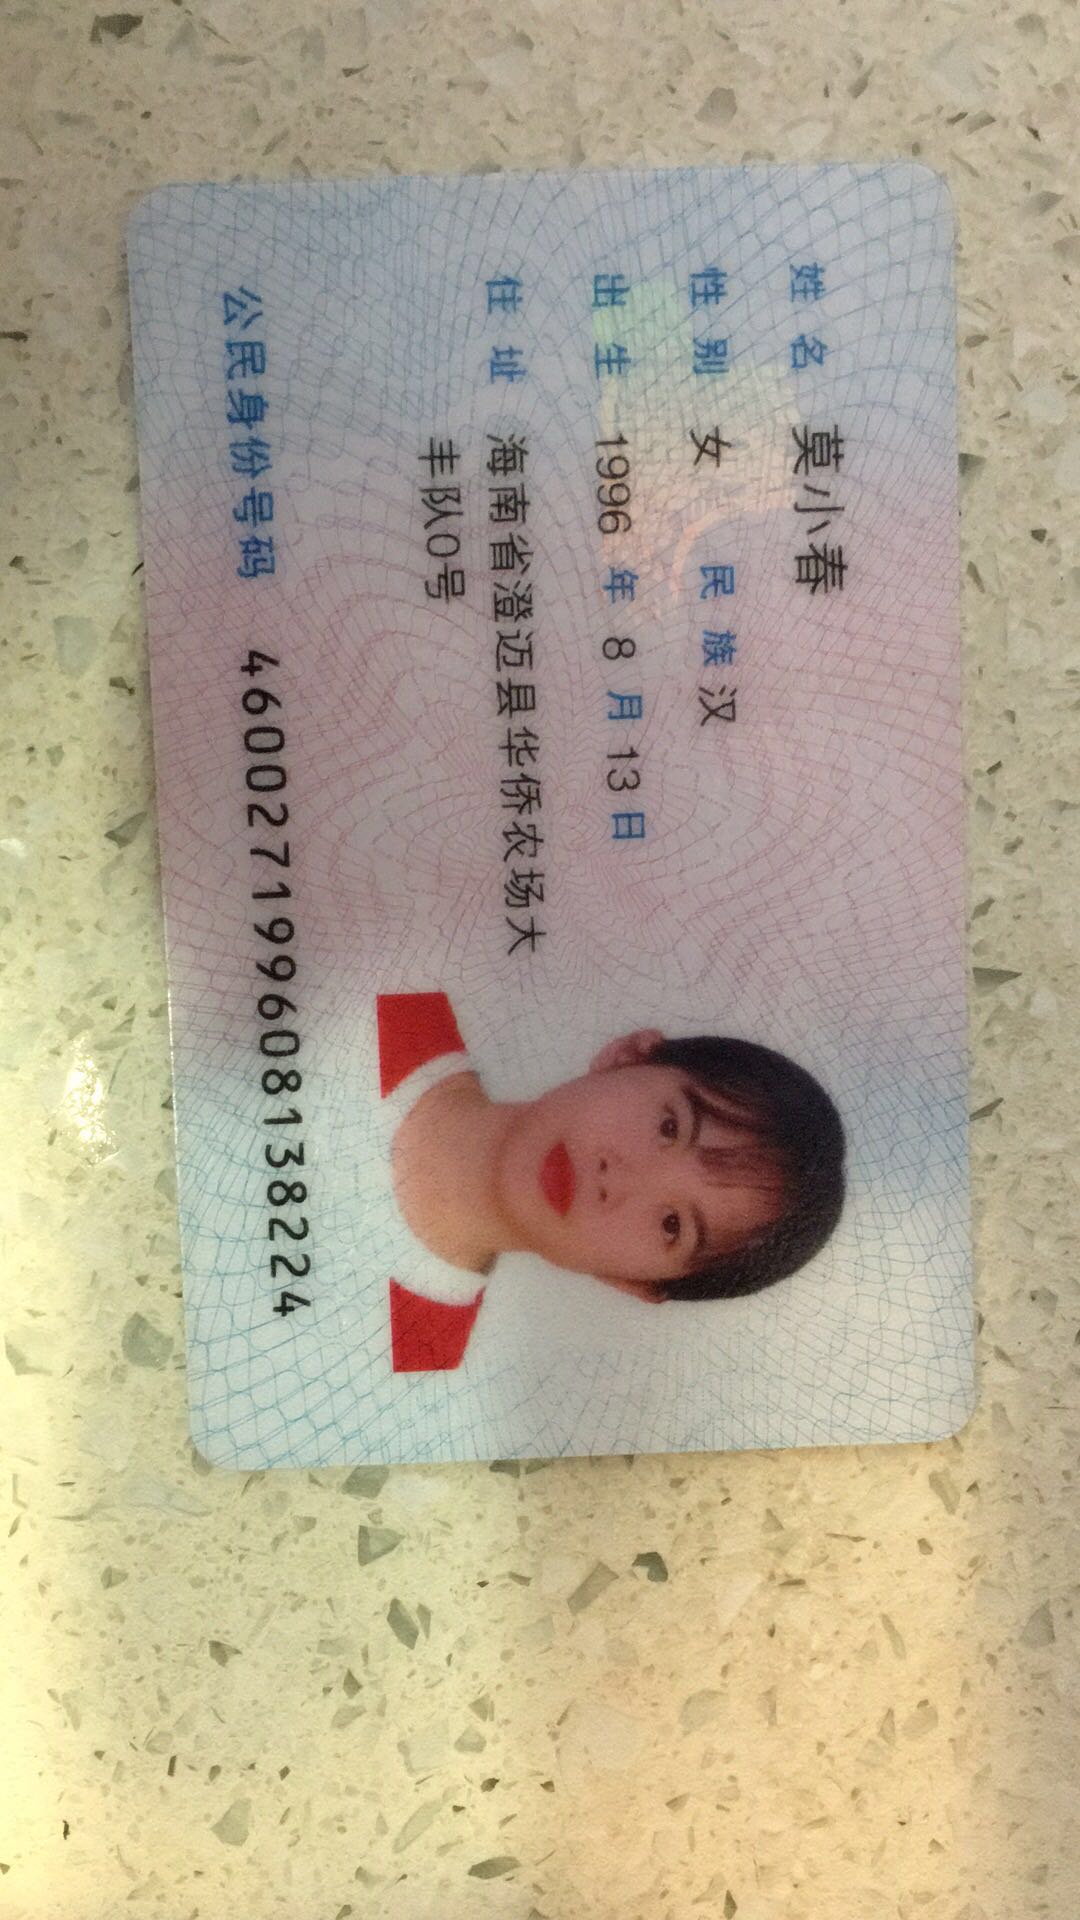 姓名 莫小春
性别 女 民族 汉
出生 1996 年 8 月 13 日
住址 海南省澄迈县华侨农场大
丰队0号
公民身份号码 460027199608138224